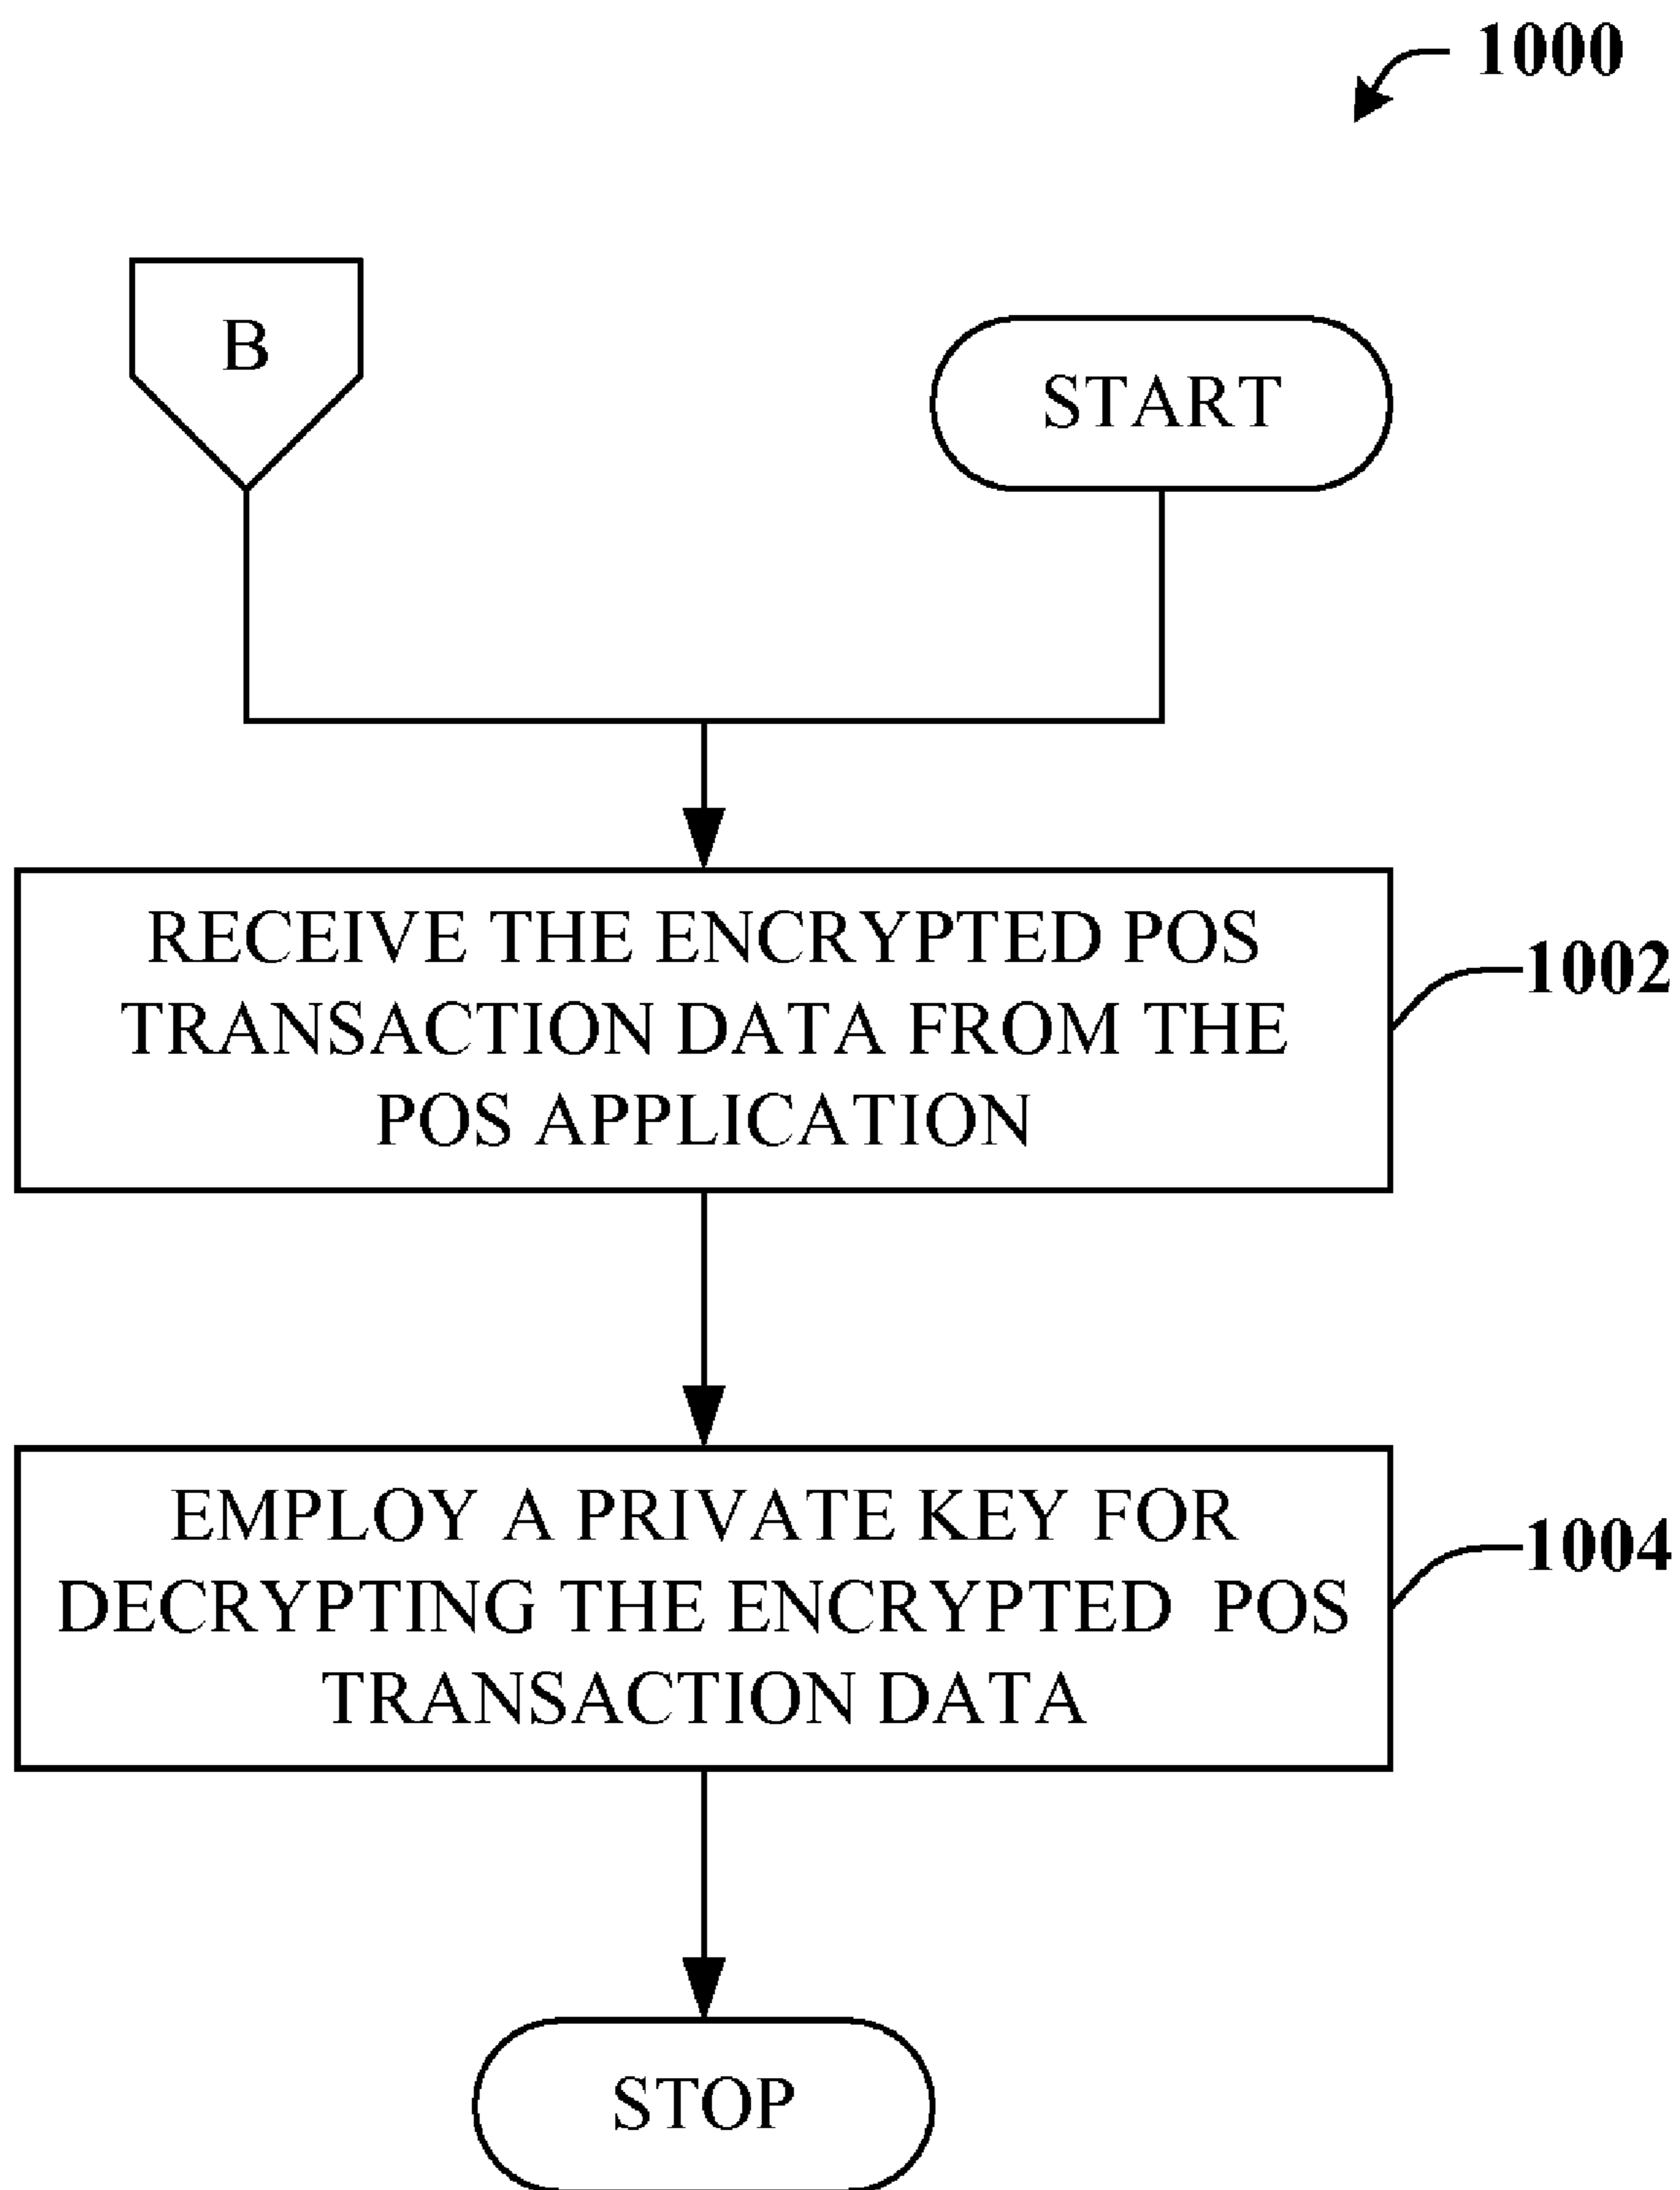 1000
B
START
RECEIVE THE ENCRYPTED POS
TRANSACTION DATA FROM THE
POS APPLICATION
1002
EMPLOY A PRIVATE KEY FOR
DECRYPTING THE ENCRYPTED POS
TRANSACTION DATA
1004
STOP